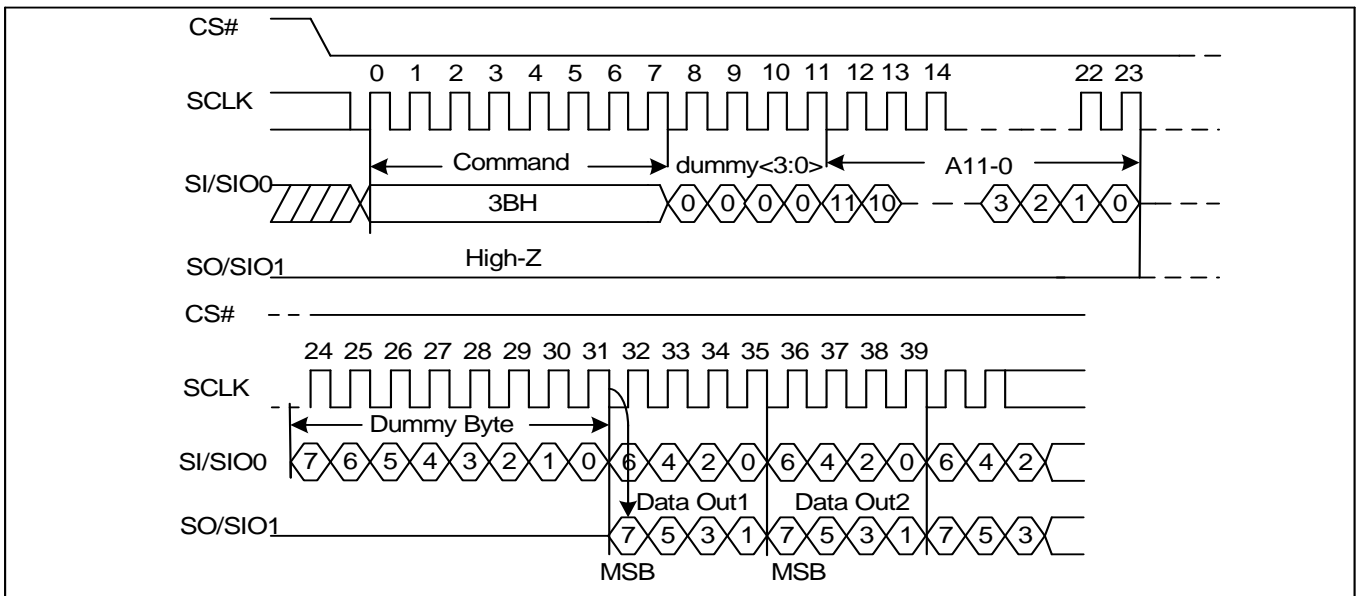 CS#
0 1 2 3 4 5 6 7 8 9 10 11 12 13 14 22 23
SCLK
Command dummy<3:0> A11-0
SI/SIO0
3BH 0 0 0 0 11 10 3 2 1 0
High-Z
SO/SIO1
CS#
24 25 26 27 28 29 30 31 32 33 34 35 36 37 38 39
SCLK
Dummy Byte
SI/SIO0 7 6 5 4 3 2 1 0 6 4 2 0 6 4 2 0 6 4 2
Data Out1 Data Out2
SO/SIO1 7 5 3 1 7 5 3 1 7 5 3
MSB MSB